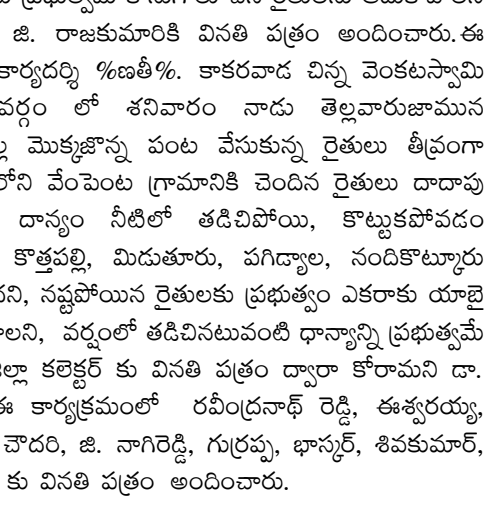 జి. రాజకుమారికి వినతి పత్రం అందించారు.ఈ
కార్యదర్శి %ణతీ%. కాకరవాడ చిన్న వెంకటస్వామి
వర్గం లో శనివారం నాడు తెల్లవారుజామున
మొక్కజొన్న పంట వేసుకున్న రైతులు తీవ్రంగా
లోని వేంపెంట గ్రామానికి చెందిన రైతులు దాదాపు
దాన్యం నీటిలో తడిచిపోయి, కొట్టుకపోవడం
కొత్తపల్లి, మిడుతూరు, పగిడ్యాల, నందికొట్కూరు
నష్టపోయిన రైతులకు ప్రభుత్వం ఎకరాకు యాబై
వర్షంలో తడిచినటువంటి ధాన్యాన్ని ప్రభుత్వమే
కలెక్టర్ కు వినతి పత్రం ద్వారా కోరామని డా.
ఈ కార్యక్రమంలో రవీంద్రనాథ్ రెడ్డి, ఈశ్వరయ్య,
చౌదరి, జి. నాగిరెడ్డి, గుర్రప్ప, భాస్కర్, శివకుమార్,
కు వినతి పత్రం అందించారు.